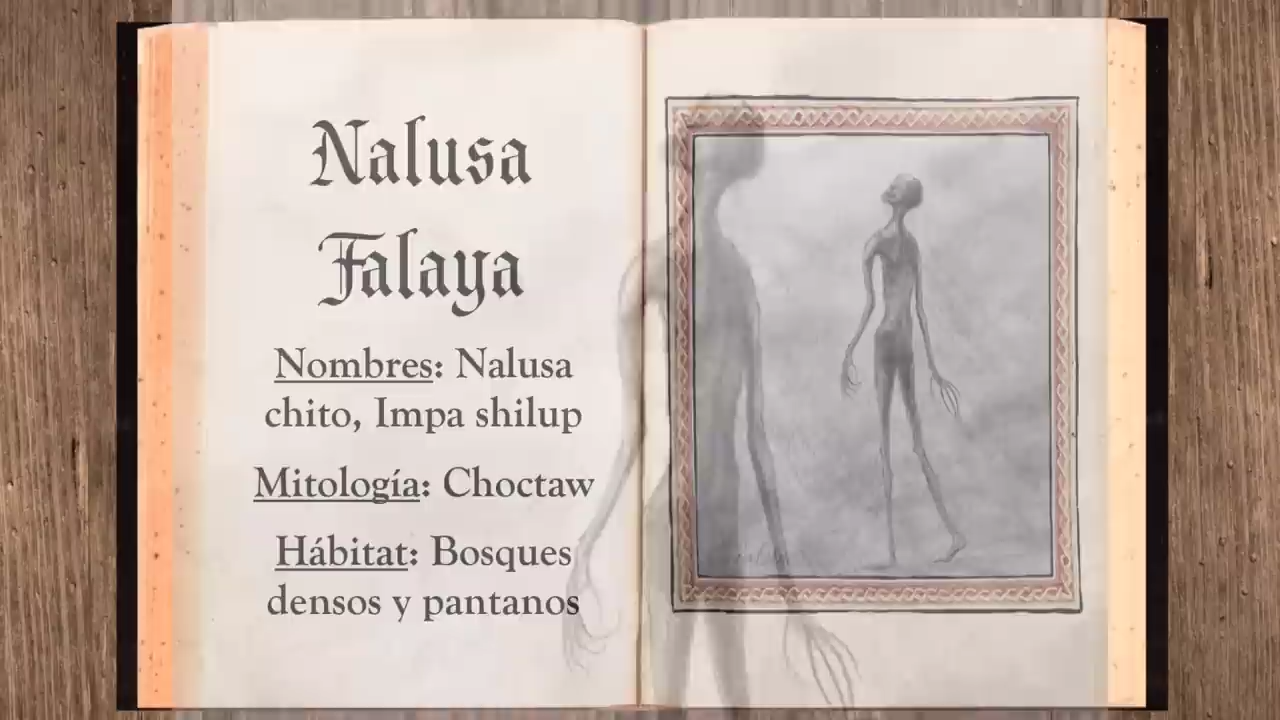 Nalusa
Falaya
Nombres: Nalusa
chito, Impa shilup
Mitología: Choctaw
Hábitat: Bosques
densos y pantanos